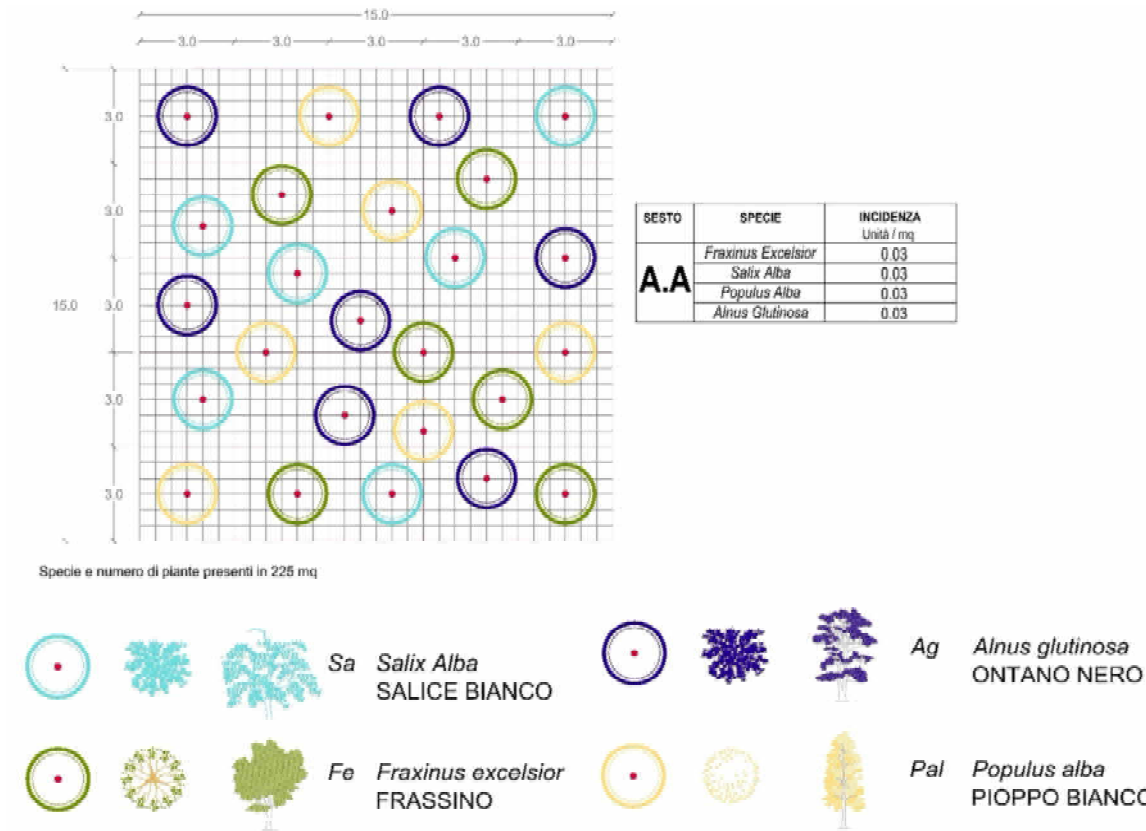 15.0
3.0 3.0 3.0 3.0 3.0
3.0
3.0
15.0 3.0
3.0
3.0
SESTO SPECIE INCIDENZA
Unità / mq
A.A
Fraxinus Excelsior 0.03
Salix Alba 0.03
Populus Alba 0.03
Alnus Glutinosa 0.03
Specie e numero di piante presenti in 225 mq
Sa Salix Alba
SALICE BIANCO
Ag Alnus glutinosa
ONTANO NERO
Fe Fraxinus excelsior
FRASSINO
Pal Populus alba
PIOPPO BIANCO